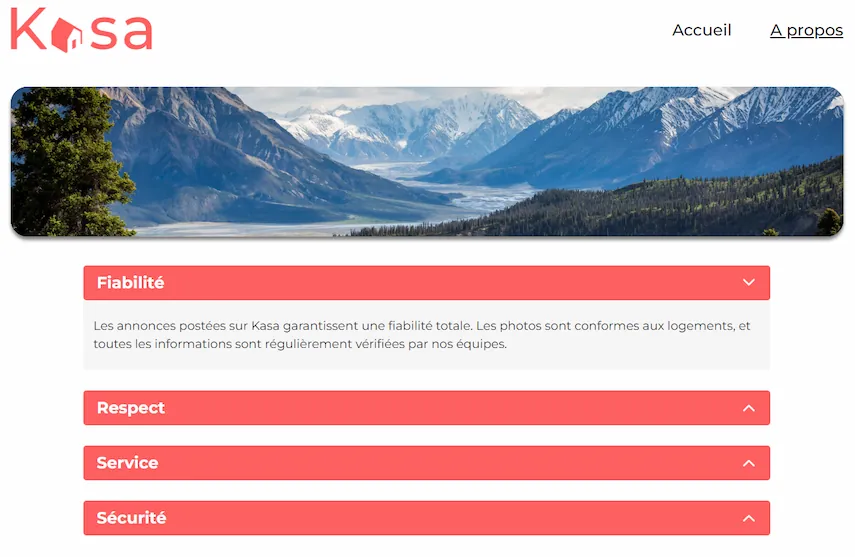 Kasa
Accueil
A propos
Fiabilité
Les annonces postées sur Kasa garantissent une fiabilité totale. Les photos sont conformes aux logements, et
toutes les informations sont régulièrement vérifiées par nos équipes.
Respect
Service
Sécurité